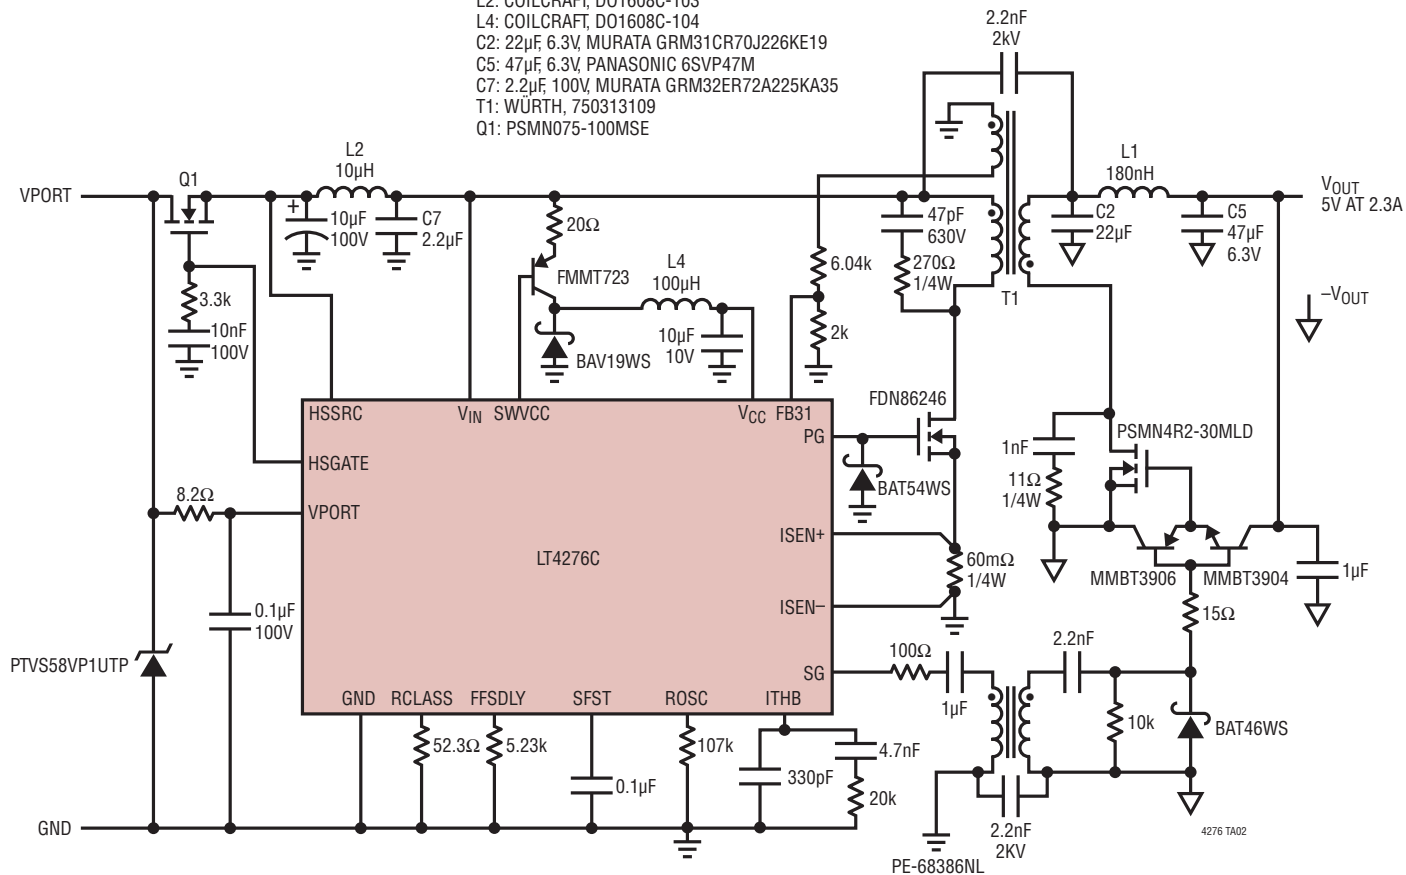 L2: COILCRAFT, DO1608C-103
L4: COILCRAFT, DO1608C-104
C2: 22µF, 6.3V, MURATA GRM31CR70J226KE19
C5: 47µF, 6.3V, PANASONIC 6SVP47M
C7: 2.2µF, 100V, MURATA GRM32ER72A225KA35
T1: WÜRTH, 750313109
Q1: PSMN075-100MSE
2.2nF
2kV
VPORT
Q1
L2
10µH
+
10µF
100V
C7
2.2µF
20Ω
FMMT723
L4
100µH
BAV19WS
10µF
10V
6.04k
2k
47pF
630V
270Ω
1/4W
T1
L1
180nH
C2
22µF
C5
47µF
6.3V
VOUT
5V AT 2.3A
–VOUT
3.3k
10nF
100V
HSSRC
VIN
SWVCC
VCC
FB31
PG
HSGATE
VPORT
ISEN+
ISEN–
SG
LT4276C
GND
RCLASS
FFSDLY
SFST
ROSC
ITHB
FDN86246
BAT54WS
60mΩ
1/4W
1nF
11Ω
1/4W
PSMN4R2-30MLD
MMBT3906
MMBT3904
1µF
15Ω
8.2Ω
0.1µF
100V
PTVS58VP1UTP
GND
52.3Ω
5.23k
0.1µF
107k
330pF
4.7nF
20k
100Ω
1µF
2.2nF
10k
BAT46WS
2.2nF
2KV
PE-68386NL
4276 TA02